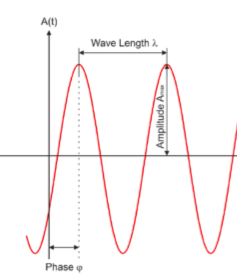 A(t)
Wave Length λ
Amplitude Amax
Phase φ